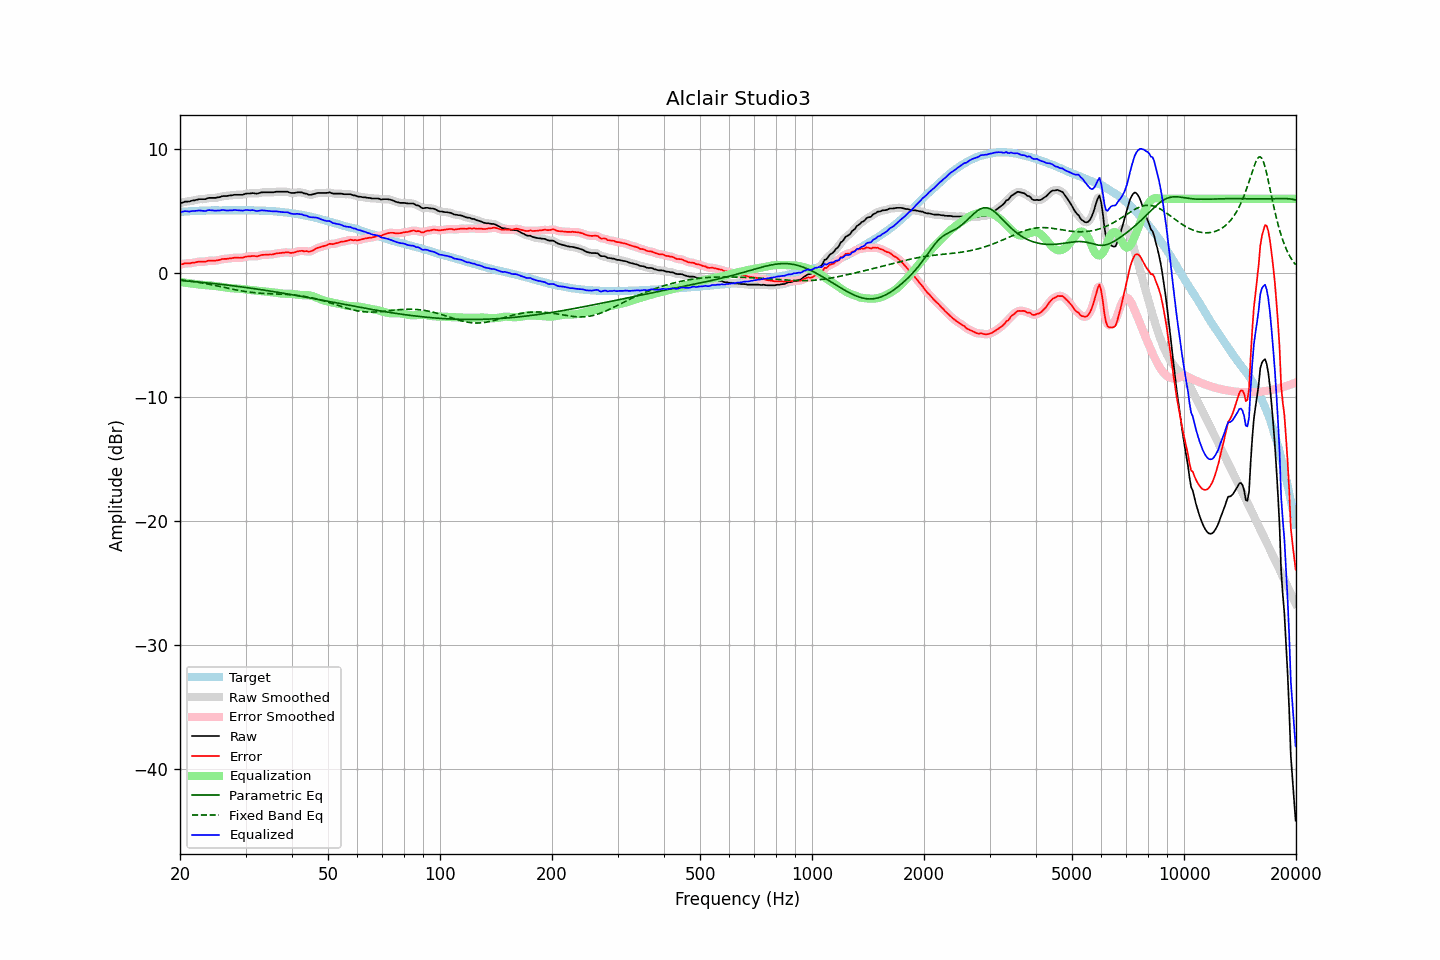 Alclair Studio3
10
0
−10
−20
−30
−40
Amplitude (dBr)
Target
Raw Smoothed
Error Smoothed
Raw
Error
Equalization
Parametric Eq
Fixed Band Eq
Equalized
20 50 100 200 500 1000 2000 5000 10000 20000
Frequency (Hz)